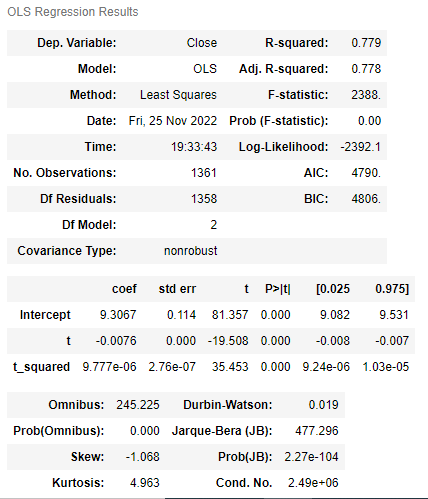 OLS Regression Results
Dep. Variable: Close R-squared: 0.779
Model: OLS Adj. R-squared: 0.778
Method: Least Squares F-statistic: 2388.
Date: Fri, 25 Nov 2022 Prob (F-statistic): 0.00
Time: 19:33:43 Log-Likelihood: -2392.1
No. Observations: 1361 AIC: 4790.
Df Residuals: 1358 BIC: 4806.
Df Model: 2
Covariance Type: nonrobust
coef std err t P>|t| [0.025 0.975]
Intercept 9.3067 0.114 81.357 0.000 9.082 9.531
t -0.0076 0.000 -19.508 0.000 -0.008 -0.007
t_squared 9.777e-06 2.76e-07 35.453 0.000 9.24e-06 1.03e-05
Omnibus: 245.225 Durbin-Watson: 0.019
Prob(Omnibus): 0.000 Jarque-Bera (JB): 477.296
Skew: -1.068 Prob(JB): 2.27e-104
Kurtosis: 4.963 Cond. No. 2.49e+06